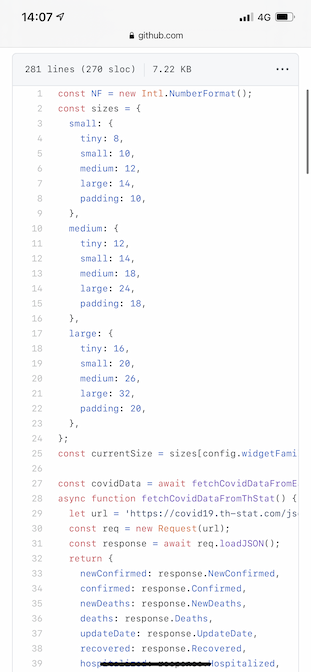 14:07 4G
github.com
281 lines (270 sloc) 7.22 KB ...
1 const NF = new Intl.NumberFormat();
2 const sizes = {
3 small: {
4 tiny: 8,
5 small: 10,
6 medium: 12,
7 large: 14,
8 padding: 10,
9 },
10 medium: {
11 tiny: 12,
12 small: 14,
13 medium: 18,
14 large: 24,
15 padding: 18,
16 },
17 large: {
18 tiny: 16,
19 small: 20,
20 medium: 26,
21 large: 32,
22 padding: 20,
23 },
24 };
25 const currentSize = sizes[config.widgetFami
26
27 const covidData = await fetchCovidDataFromE
28 async function fetchCovidDataFromThStat() {
29 let url = 'https://covid19.th-stat.com/js
30 const req = new Request(url);
31 const response = await req.loadJSON();
32 return {
33 newConfirmed: response.NewConfirmed,
34 confirmed: response.Confirmed,
35 newDeaths: response.NewDeaths,
36 deaths: response.Deaths,
37 updateDate: response.UpdateDate,
38 recovered: response.Recovered,
39 hospitalized: response.Hospitalized,